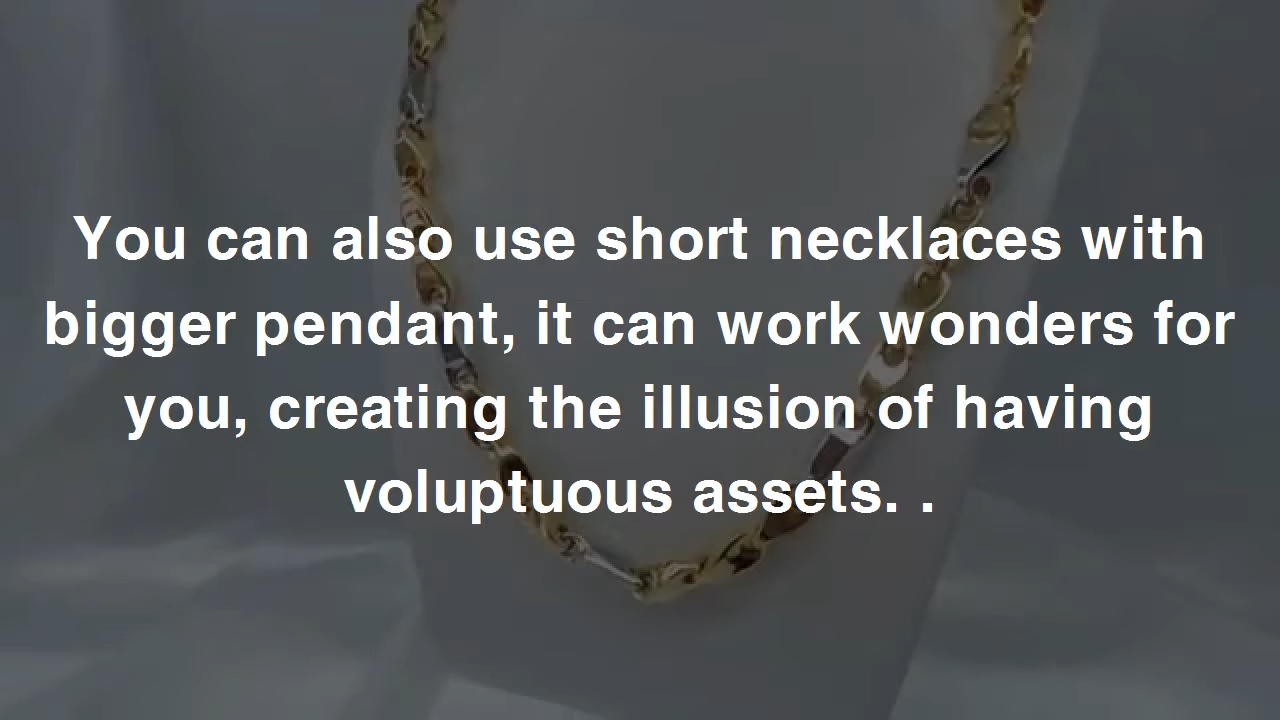 You can also use short necklaces with
bigger pendant, it can work wonders for
you, creating the illusion of having
voluptuous assets. .